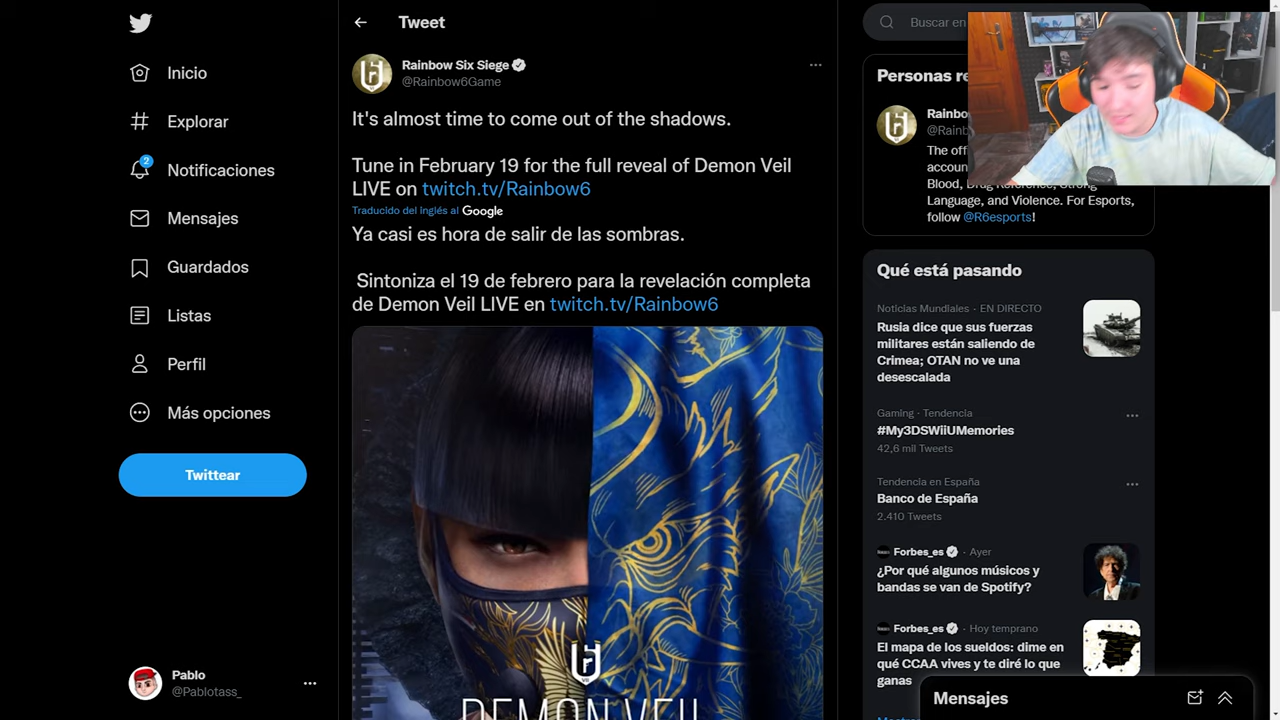 Inicio
Explorar
2
Notificaciones
Mensajes
Guardados
Listas
Perfil
Más opciones
Twittear
Pablo
@Pablotass_
Tweet
Rainbow Six Siege
@Rainbow6Game
It's almost time to come out of the shadows.
Tune in February 19 for the full reveal of Demon Veil
LIVE on twitch.tv/Rainbow6
Traducido del inglés al Google
Ya casi es hora de salir de las sombras.
Sintoniza el 19 de febrero para la revelación completa
de Demon Veil LIVE en twitch.tv/Rainbow6
DEMON VEIL
Buscar en
Personas re
Rainbo
@Rainb
The off
accoun
Blood, Drug Reference, Strong
Language, and Violence. For Esports,
follow @R6esports!
Qué está pasando
Noticias Mundiales · EN DIRECTO
Rusia dice que sus fuerzas
militares están saliendo de
Crimea; OTAN no ve una
desescalada
Gaming · Tendencia
#My3DSWiiUMemories
42,6 mil Tweets
Tendencia en España
Banco de España
2.410 Tweets
Forbes_es · Ayer
¿Por qué algunos músicos y
bandas se van de Spotify?
Forbes_es · Hoy temprano
El mapa de los sueldos: dime en
qué CCAA vives y te diré lo que
ganas
Mensajes